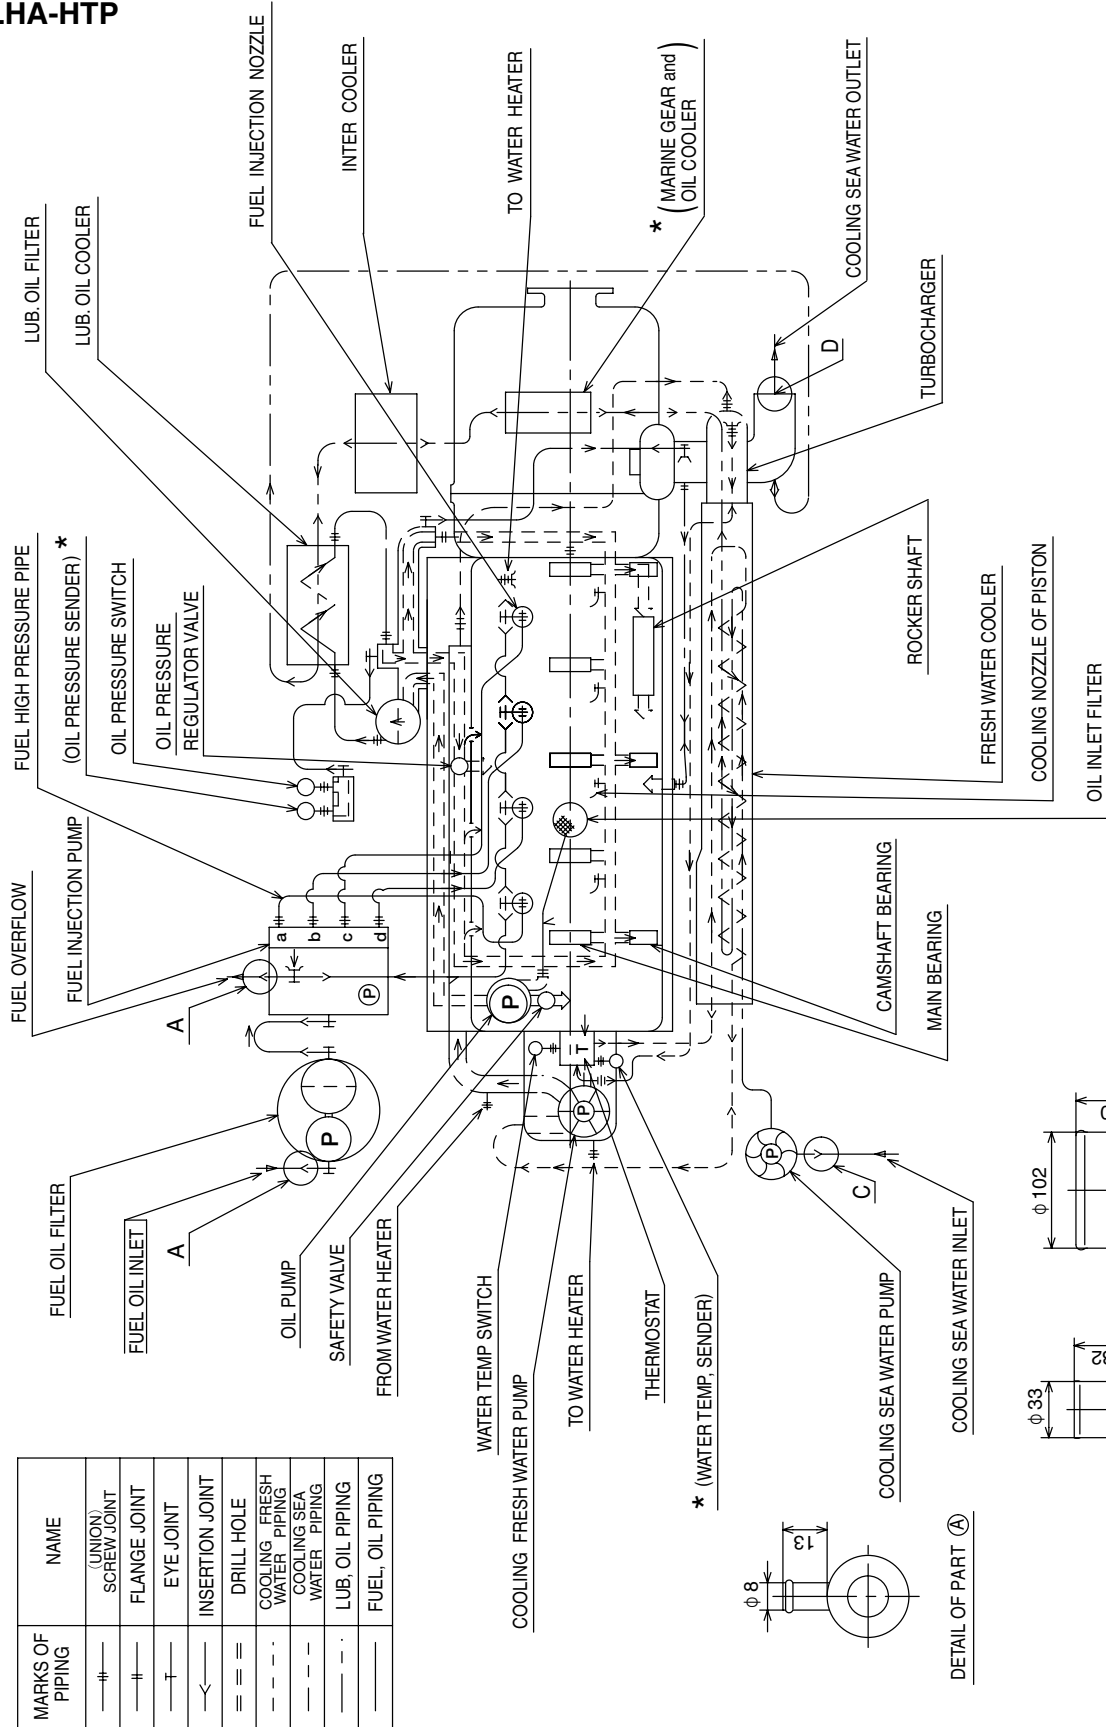 LHA-HTP
FUEL INJECTION NOZZLE
INTER COOLER
TO WATER HEATER
*
(MARINE GEAR and
OIL COOLER)
COOLING SEA WATER OUTLET
D
TURBOCHARGER
LUB. OIL FILTER
LUB. OIL COOLER
FUEL HIGH PRESSURE PIPE
(OIL PRESSURE SENDER) *
OIL PRESSURE SWITCH
OIL PRESSURE
REGULATOR VALVE
ROCKER SHAFT
FRESH WATER COOLER
COOLING NOZZLE OF PISTON
OIL INLET FILTER
FUEL OVERFLOW
FUEL INJECTION PUMP
A
a
b
c
d
P
CAMSHAFT BEARING
MAIN BEARING
FUEL OIL FILTER
FUEL OIL INLET
A
P
OIL PUMP
P
SAFETY VALVE
FROM WATER HEATER
WATER TEMP SWITCH
COOLING FRESH WATER PUMP
P
TO WATER HEATER
T
THERMOSTAT
* (WATER TEMP, SENDER)
COOLING SEA WATER PUMP
P
C
COOLING SEA WATER INLET
MARKS OF
PIPING
NAME
(UNION)
SCREW JOINT
FLANGE JOINT
EYE JOINT
INSERTION JOINT
DRILL HOLE
COOLING FRESH
WATER PIPING
COOLING SEA
WATER PIPING
LUB, OIL PIPING
FUEL, OIL PIPING
φ8
13
DETAIL OF PART Ⓐ
φ33
φ102